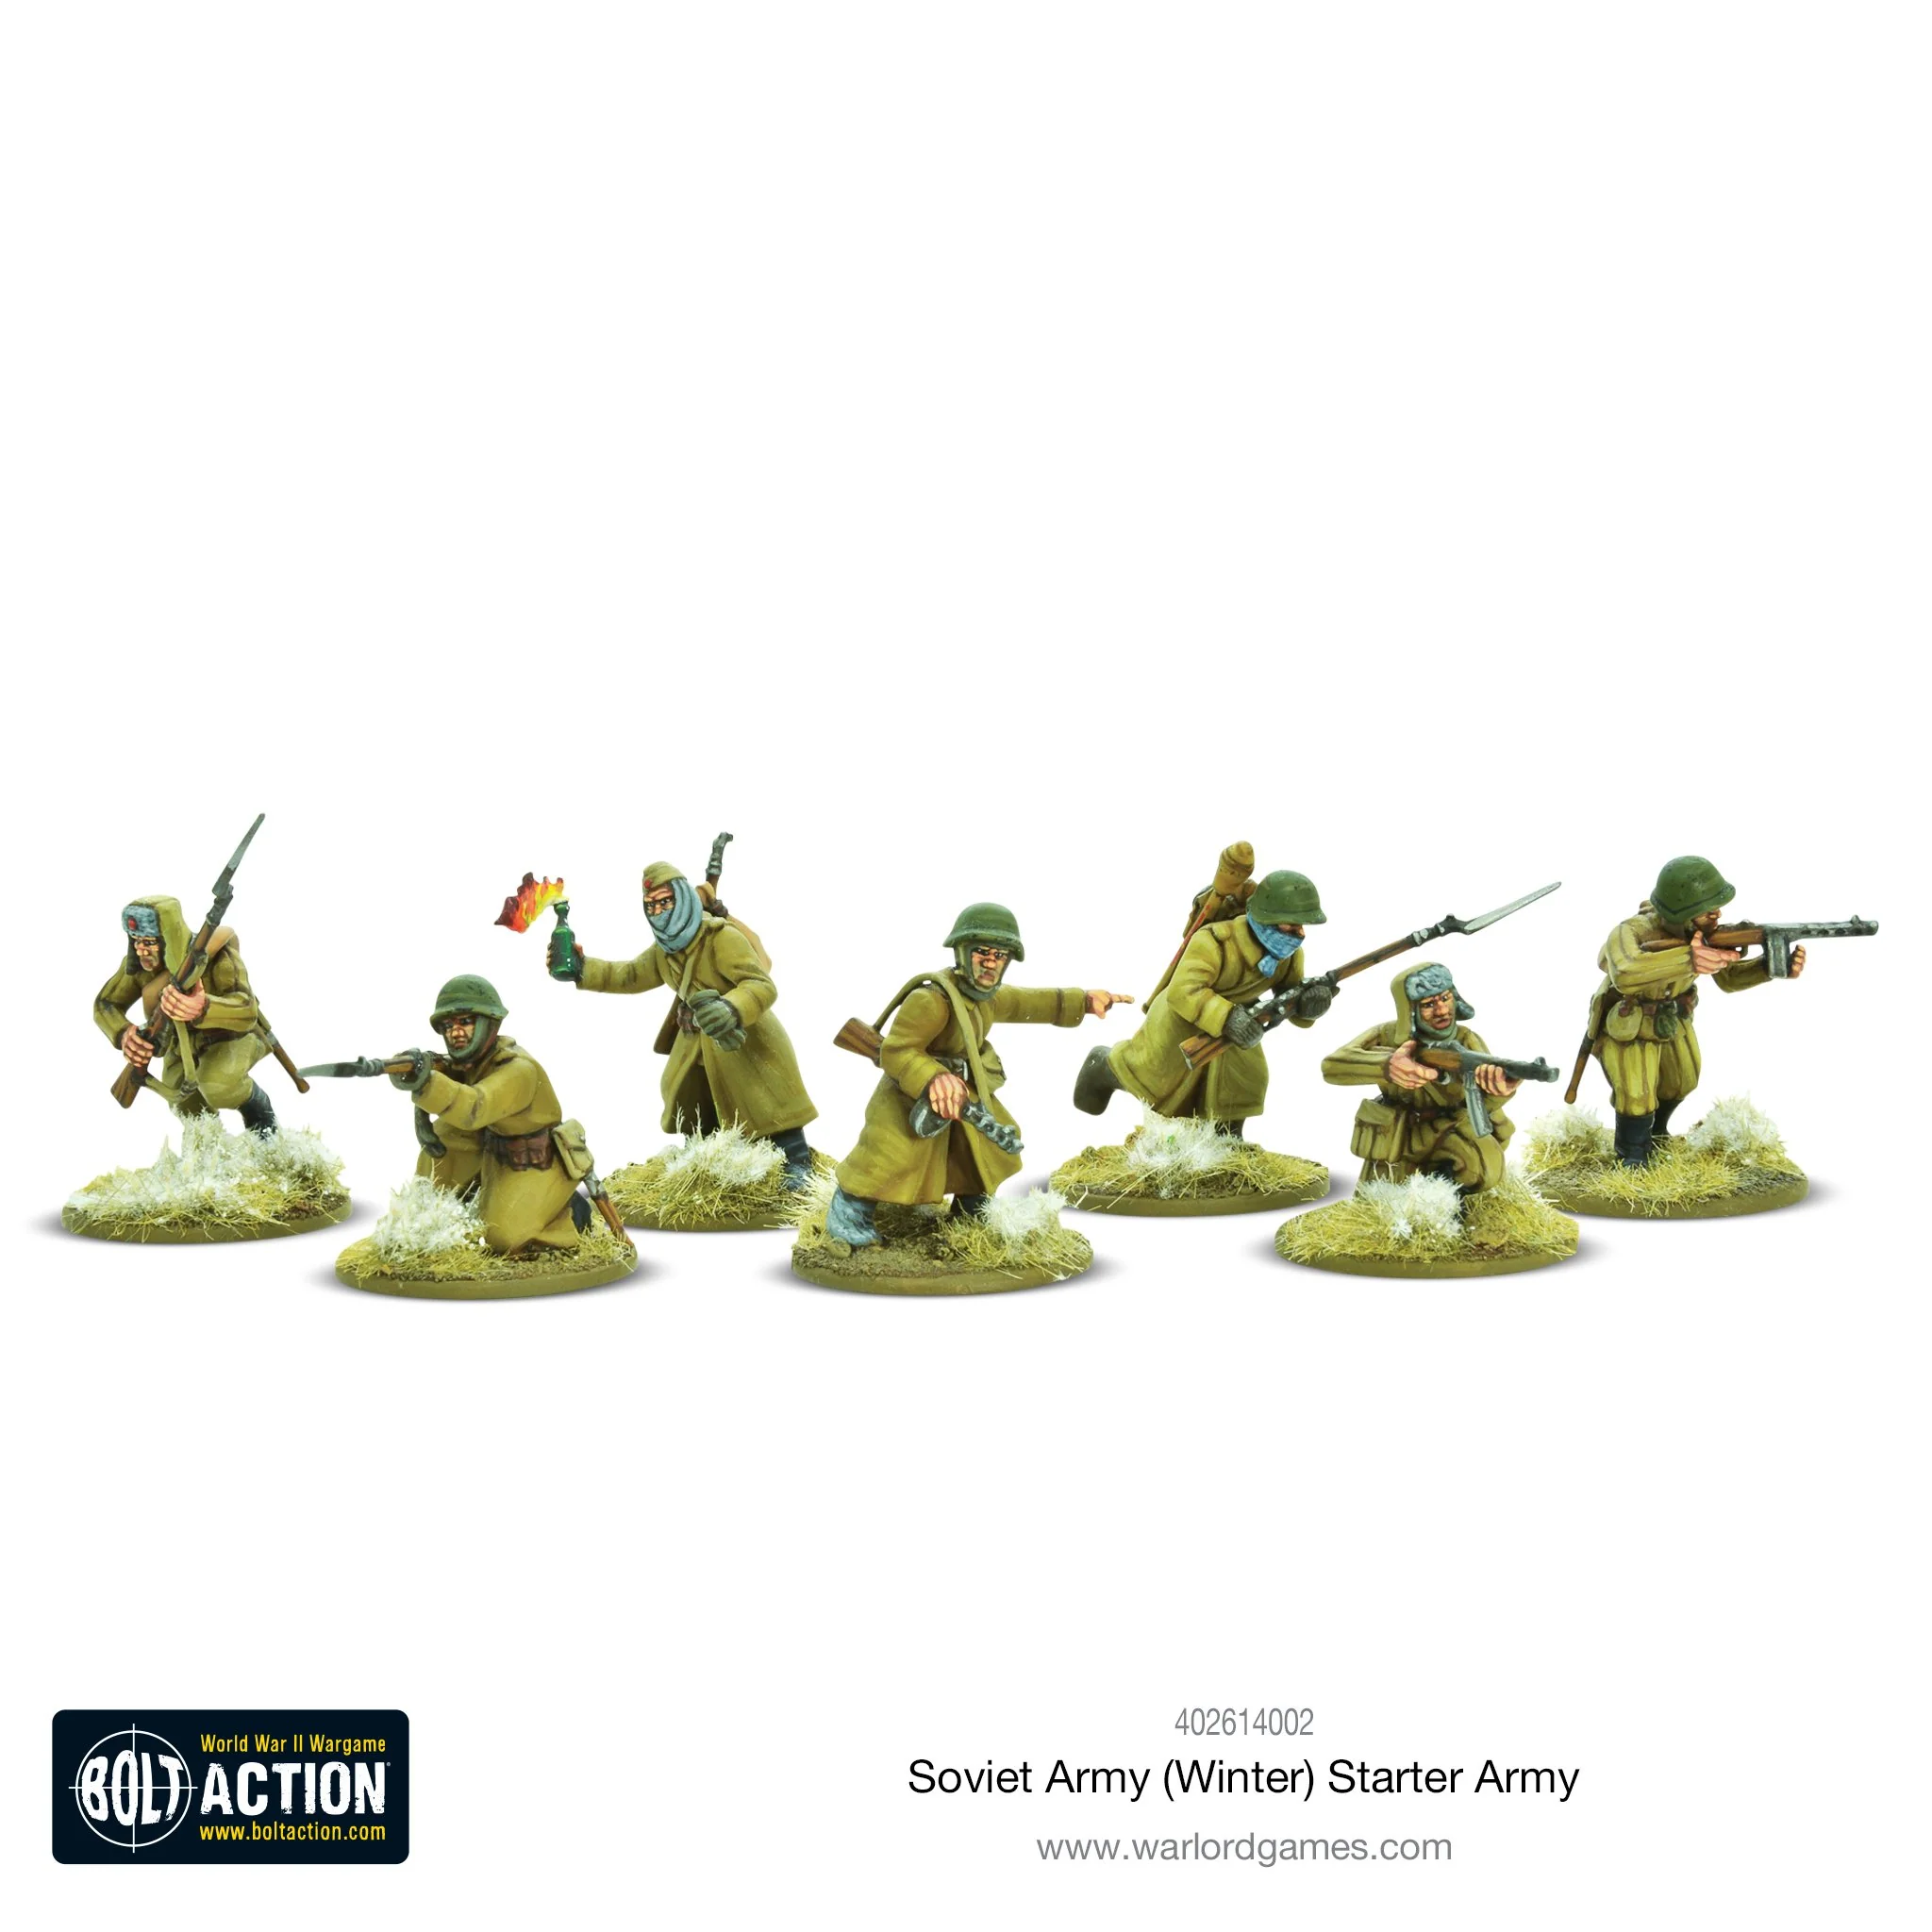 World War II Wargame
BOLT ACTION
www.boltaction.com
402614002
Soviet Army (Winter) Starter Army
www.warlordgames.com